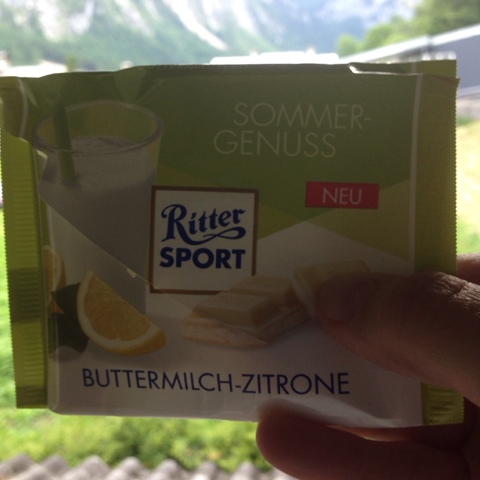 SOMMER-
GENUSS
NEU
Ritter
SPORT
BUTTERMILCH-ZITRONE